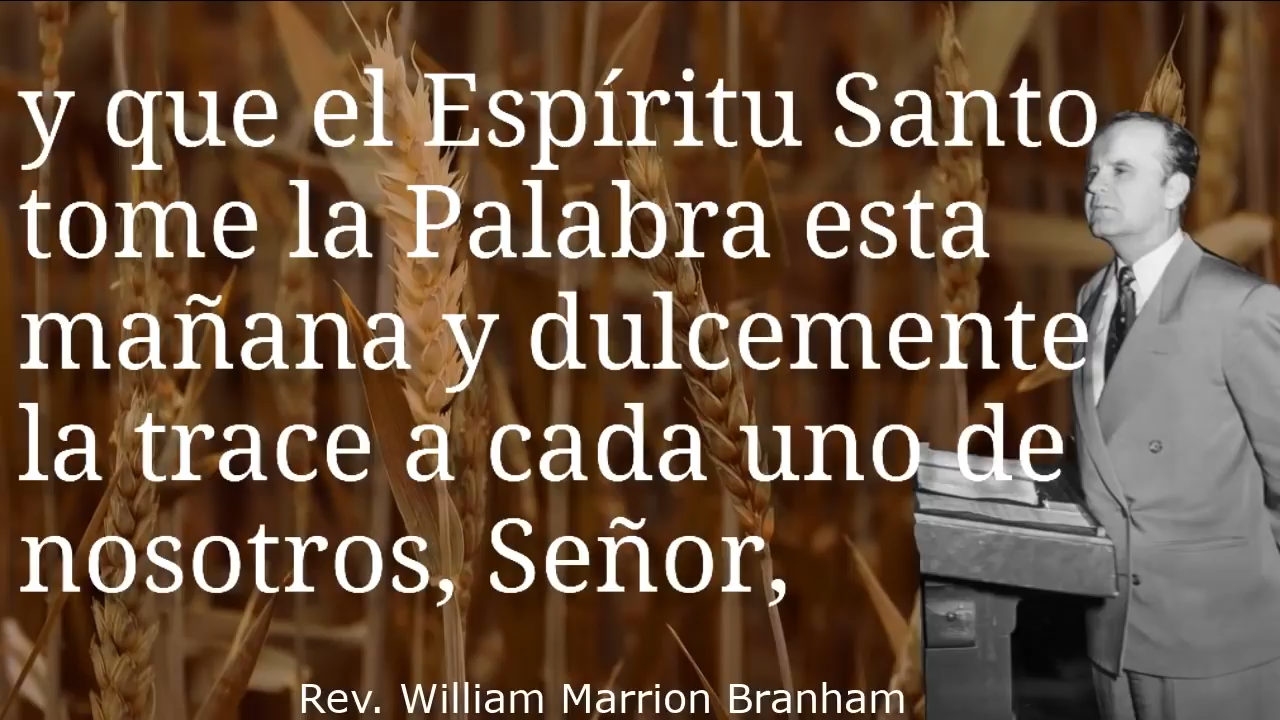 y que el Espíritu Santo
tome la Palabra esta
mañana y dulcemente
la trace a cada uno de
nosotros, Señor,
Rev. William Marrion Branham